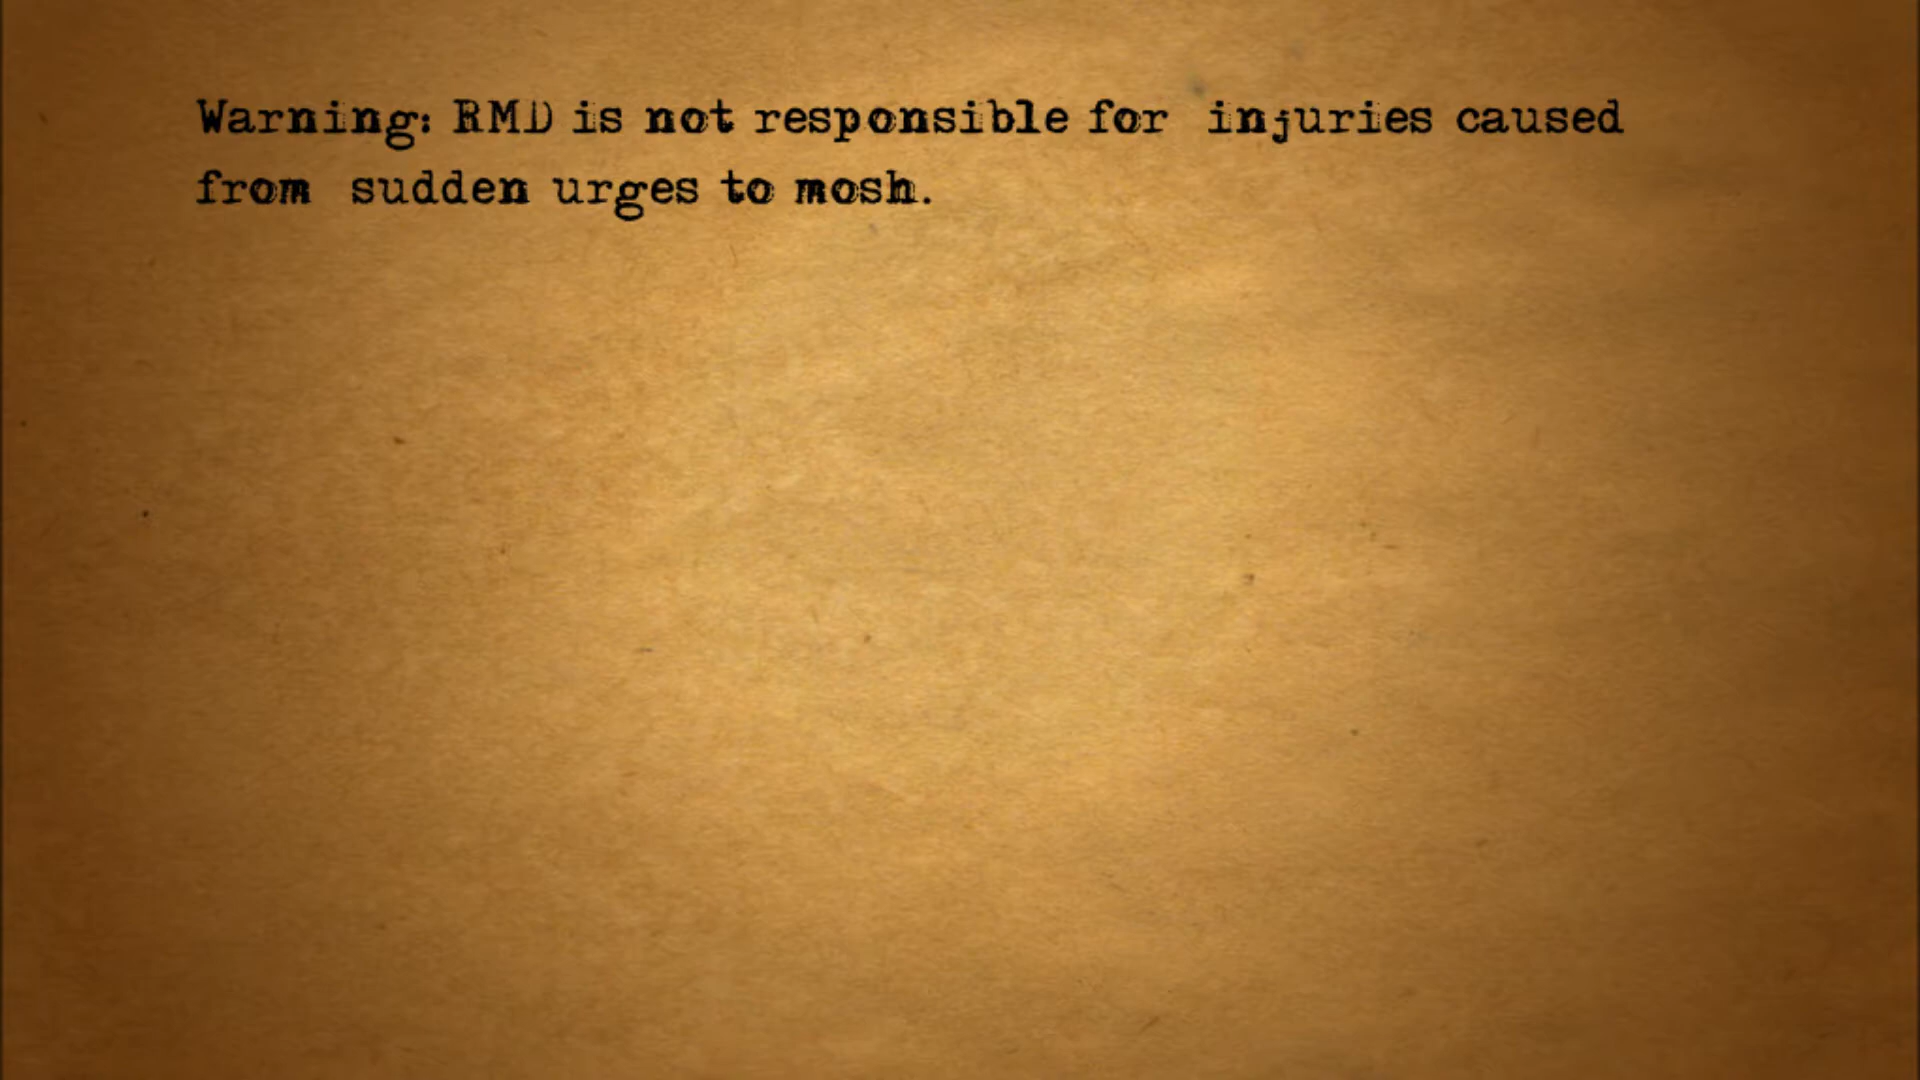 Warning: RMD is not responsible for injuries caused
from sudden urges to mosh.